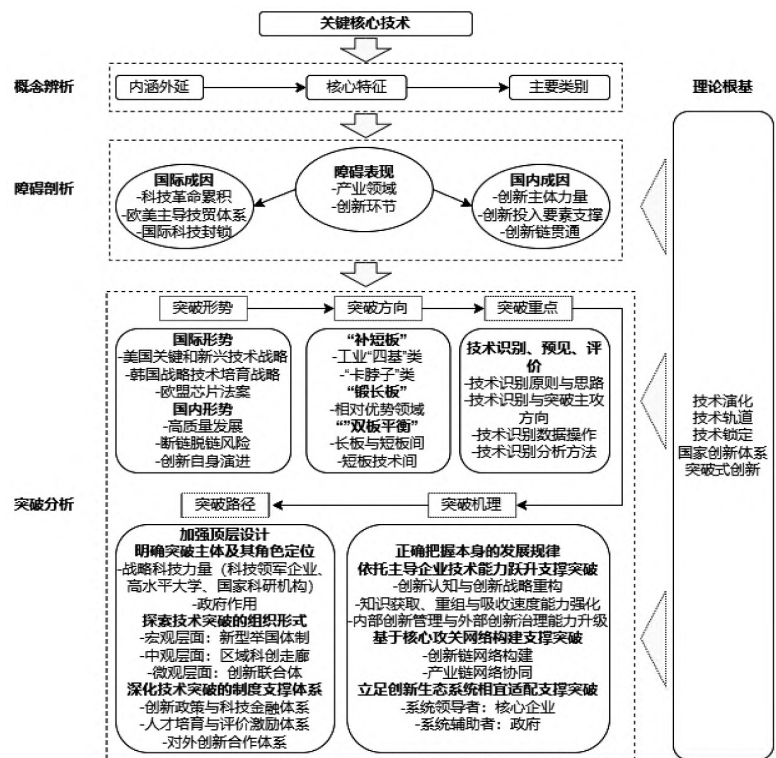 关键核心技术
概念辨析
内涵外延
核心特征
主要类别
理论根基
障碍剖析
国际成因
-科技革命累积
-欧美主导技贸体系
-国际科技封锁
障碍表现
-产业领域
-创新环节
国内成因
-创新主体力量
-创新投入要素支撑
-创新链贯通
突破分析
突破形势
突破方向
突破重点
国际形势
-美国关键和新兴技术战略
-韩国战略技术培育战略
-欧盟芯片法案
国内形势
-高质量发展
-断链脱链风险
-创新自身演进
“补短板”
-工业“四基”类
-“卡脖子”类
“锻长板”
-相对优势领域
“”双板平衡”
-长板与短板间
-短板技术间
技术识别、预见、评
价
-技术识别原则与思路
-技术识别与突破主攻
方向
-技术识别数据操作
-技术识别分析方法
突破路径
突破机理
加强顶层设计
明确突破主体及其角色定位
-战略科技力量（科技领军企业、
高水平大学、国家科研机构）
-政府作用
探索技术突破的组织形式
-宏观层面：新型举国体制
-中观层面：区域科创走廊
-微观层面：创新联合体
深化技术突破的制度支撑体系
-创新政策与科技金融体系
-人才培育与评价激励体系
-对外创新合作体系
正确把握本身的发展规律
依托主导企业技术能力跃升支撑突破
-创新认知与创新战略重构
-知识获取、重组与吸收速度能力强化
-内部创新管理与外部创新治理能力升级
基于核心攻关网络构建支撑突破
-创新链网络构建
-产业链网络协同
立足创新生态系统相宜适配支撑突破
-系统领导者：核心企业
-系统辅助者：政府
技术演化
技术轨道
技术锁定
国家创新体系
突破式创新